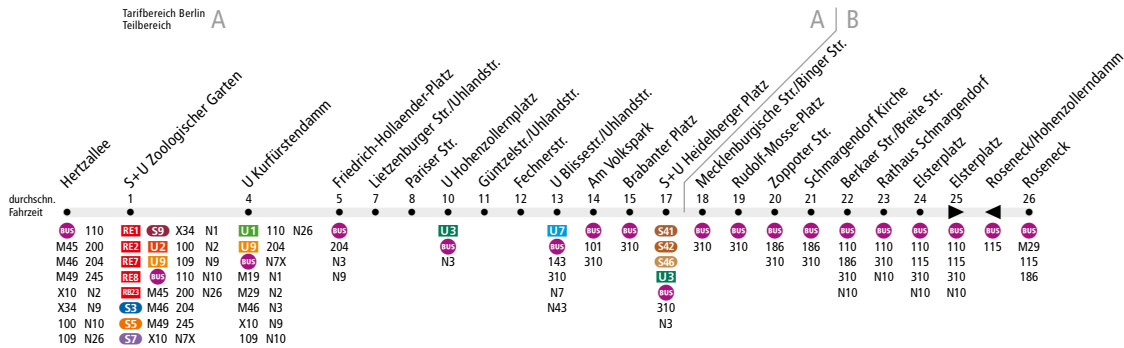 Tarifbereich Berlin
Teilbereich
A
A
B
Hertzallee
S+U Zoologischer Garten
U Kurfürstendamm
Friedrich-Hollaender-Platz
Lietzenburger Str./Uhlandstr.
Pariser Str.
U Hohenzollernplatz
Güntzelstr./Uhlandstr.
Fechnerstr.
U Blissestr./Uhlandstr.
Am Volkspark
Brabanter Platz
S+U Heidelberger Platz
Mecklenburgische Str./Binger Str.
Rudolf-Mosse-Platz
Zoppoter Str.
Schmargendorf Kirche
Berkaer Str./Breite Str.
Rathaus Schmargendorf
Elsterplatz
Elsterplatz
Roseneck/Hohenzollerndamm
Roseneck
durchschn. 1 4 5 7 8 10 11 12 13 14 15 17 18 19 20 21 22 23 24 25 26
Fahrzeit
BUS 110 RE1 S9 X34 N1 U1 110 N26 BUS U3 U7 BUS BUS S41 BUS BUS BUS BUS BUS BUS BUS BUS BUS BUS
M45 200 RE2 U2 100 N2 U9 204 204 BUS BUS 101 310 S42 310 310 186 186 110 110 110 110 115 M29
M46 204 RE7 U9 109 N9 BUS N7X N3 N3 143 310 S46 310 310 186 310 115 115 115
M49 245 RE8 BUS 110 N10 M19 N1 N9 310 U3 310 N10 310 310 186
X10 N2 RB23 M45 200 N26 M29 N2 N7 BUS N10 N10 N10
X34 N9 S3 M46 204 M46 N3 N43 310
100 N10 S5 M49 245 X10 N9 N3
109 N26 S7 X10 N7X 109 N10